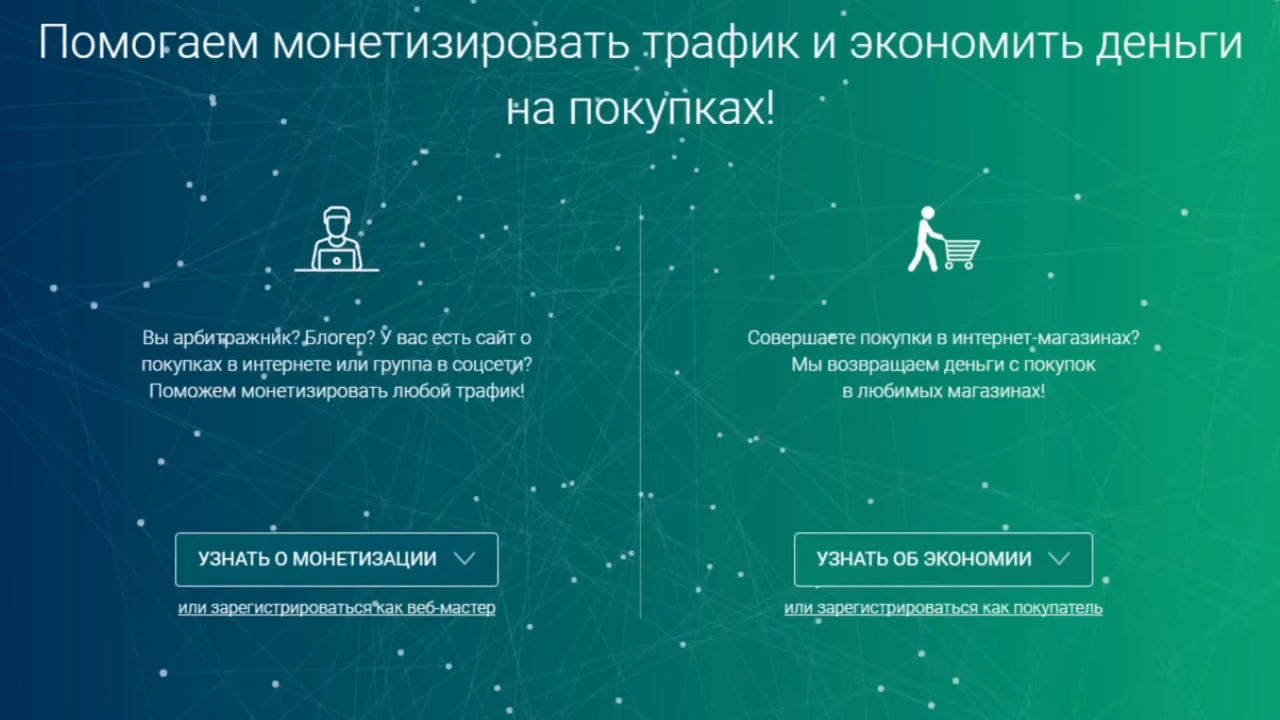 Помогаем монетизировать трафик и экономить деньги
на покупках!
Вы арбитражник? Блогер? У вас есть сайт о
покупках в интернете или группа в соцсети?
Поможем монетизировать любой трафик!
УЗНАТЬ О МОНЕТИЗАЦИИ
или зарегистрироваться как веб-мастер
Совершаете покупки в интернет-магазинах?
Мы возвращаем деньги с покупок
в любимых магазинах!
УЗНАТЬ ОБ ЭКОНОМИИ
или зарегистрироваться как покупатель